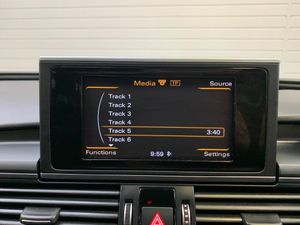 Media TP Source
Track 1
Track 2
Track 3
Track 4
Track 5 3:40
Track 6
Functions 9:59 Settings